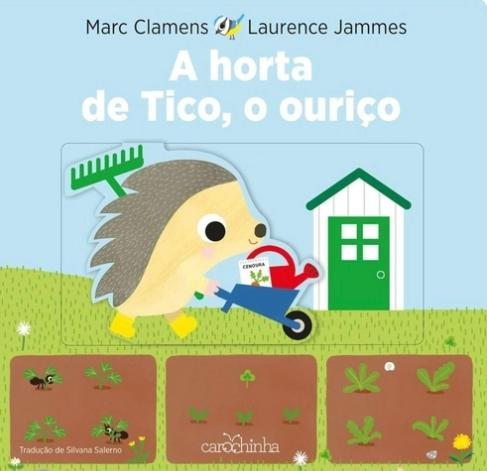 Marc Clamens Laurence Jammes
A horta
de Tico, o ouriço
CENOURA
Tradução de Silvana Salerno
carochinha